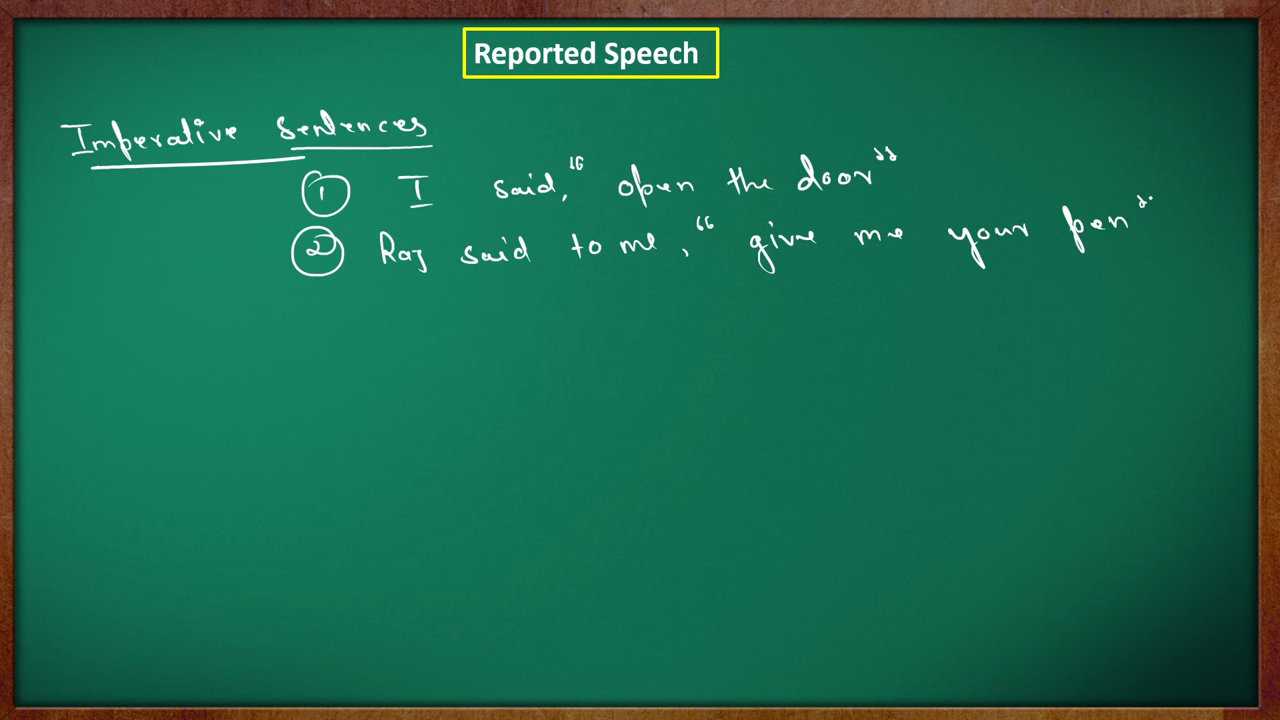 Reported Speech
Imperative Sentences
1 I said, "open the door"
2 Raj said to me, "give me your pen"